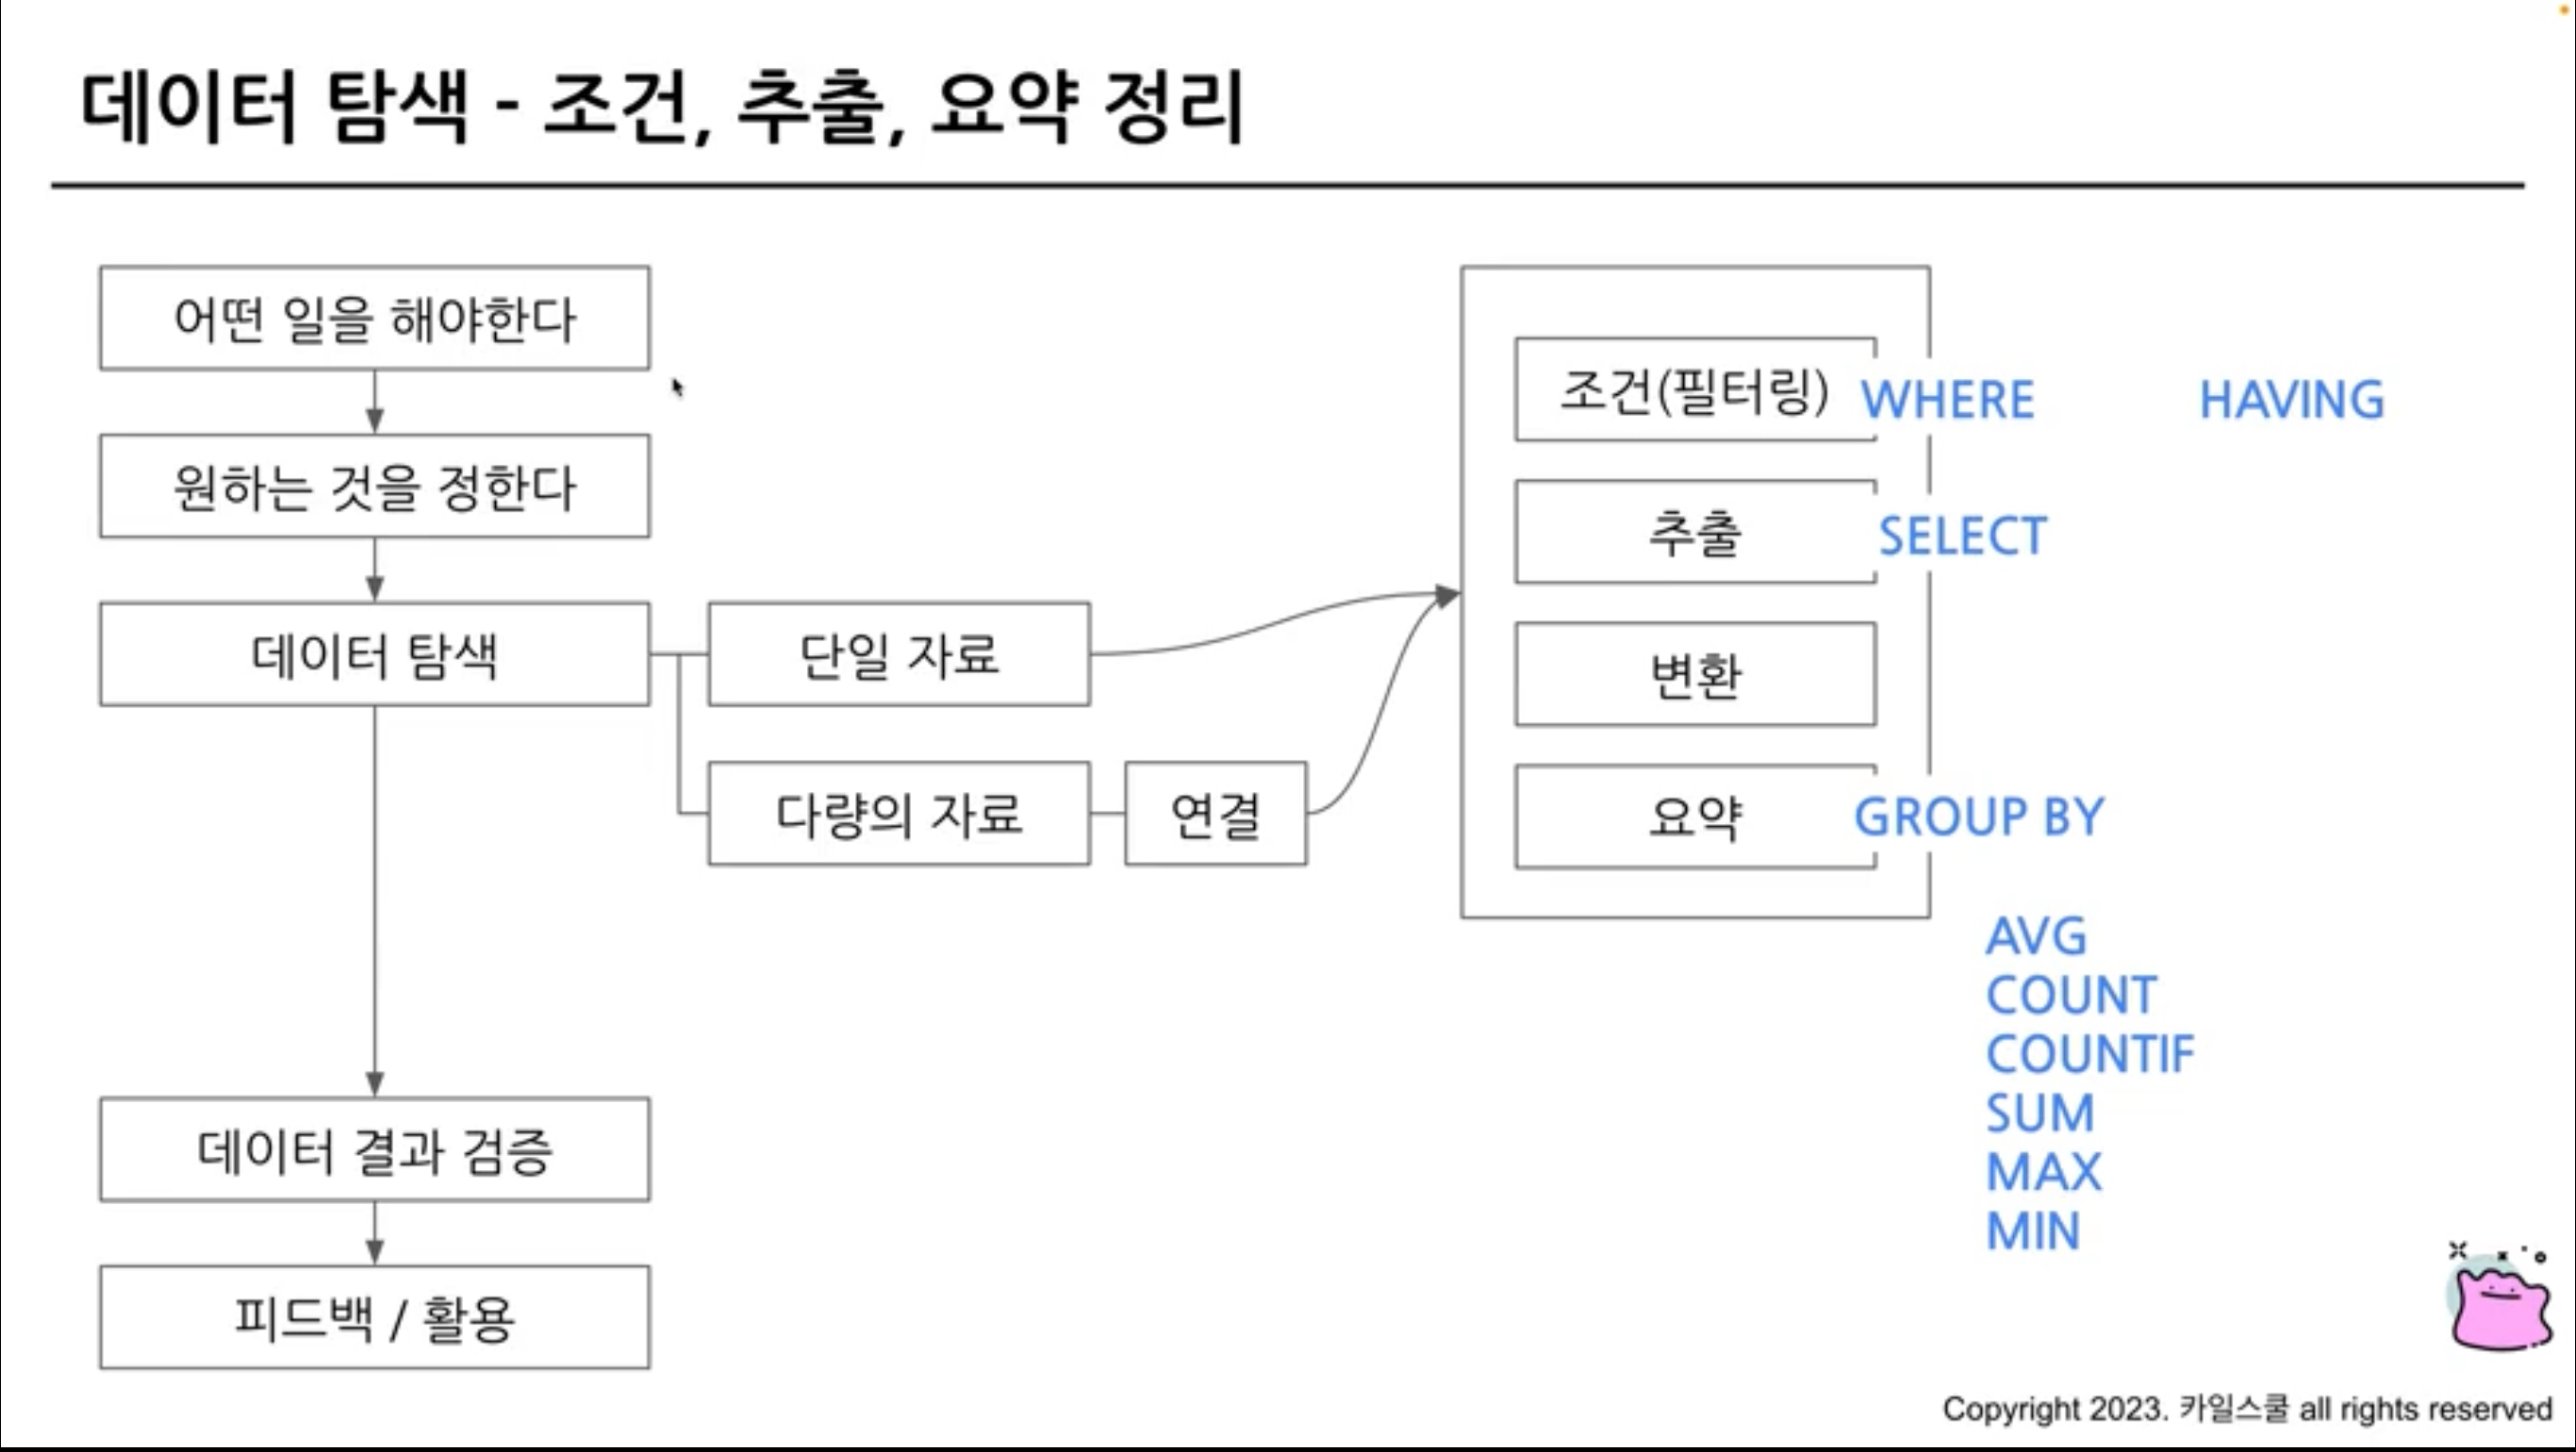 데이터 탐색 - 조건, 추출, 요약 정리
어떤 일을 해야한다
원하는 것을 정한다
데이터 탐색
단일 자료
다량의 자료
연결
조건(필터링)
WHERE
HAVING
추출
SELECT
변환
요약
GROUP BY
AVG
COUNT
COUNTIF
SUM
MAX
MIN
데이터 결과 검증
피드백 / 활용
Copyright 2023. 카일스쿨 all rights reserved